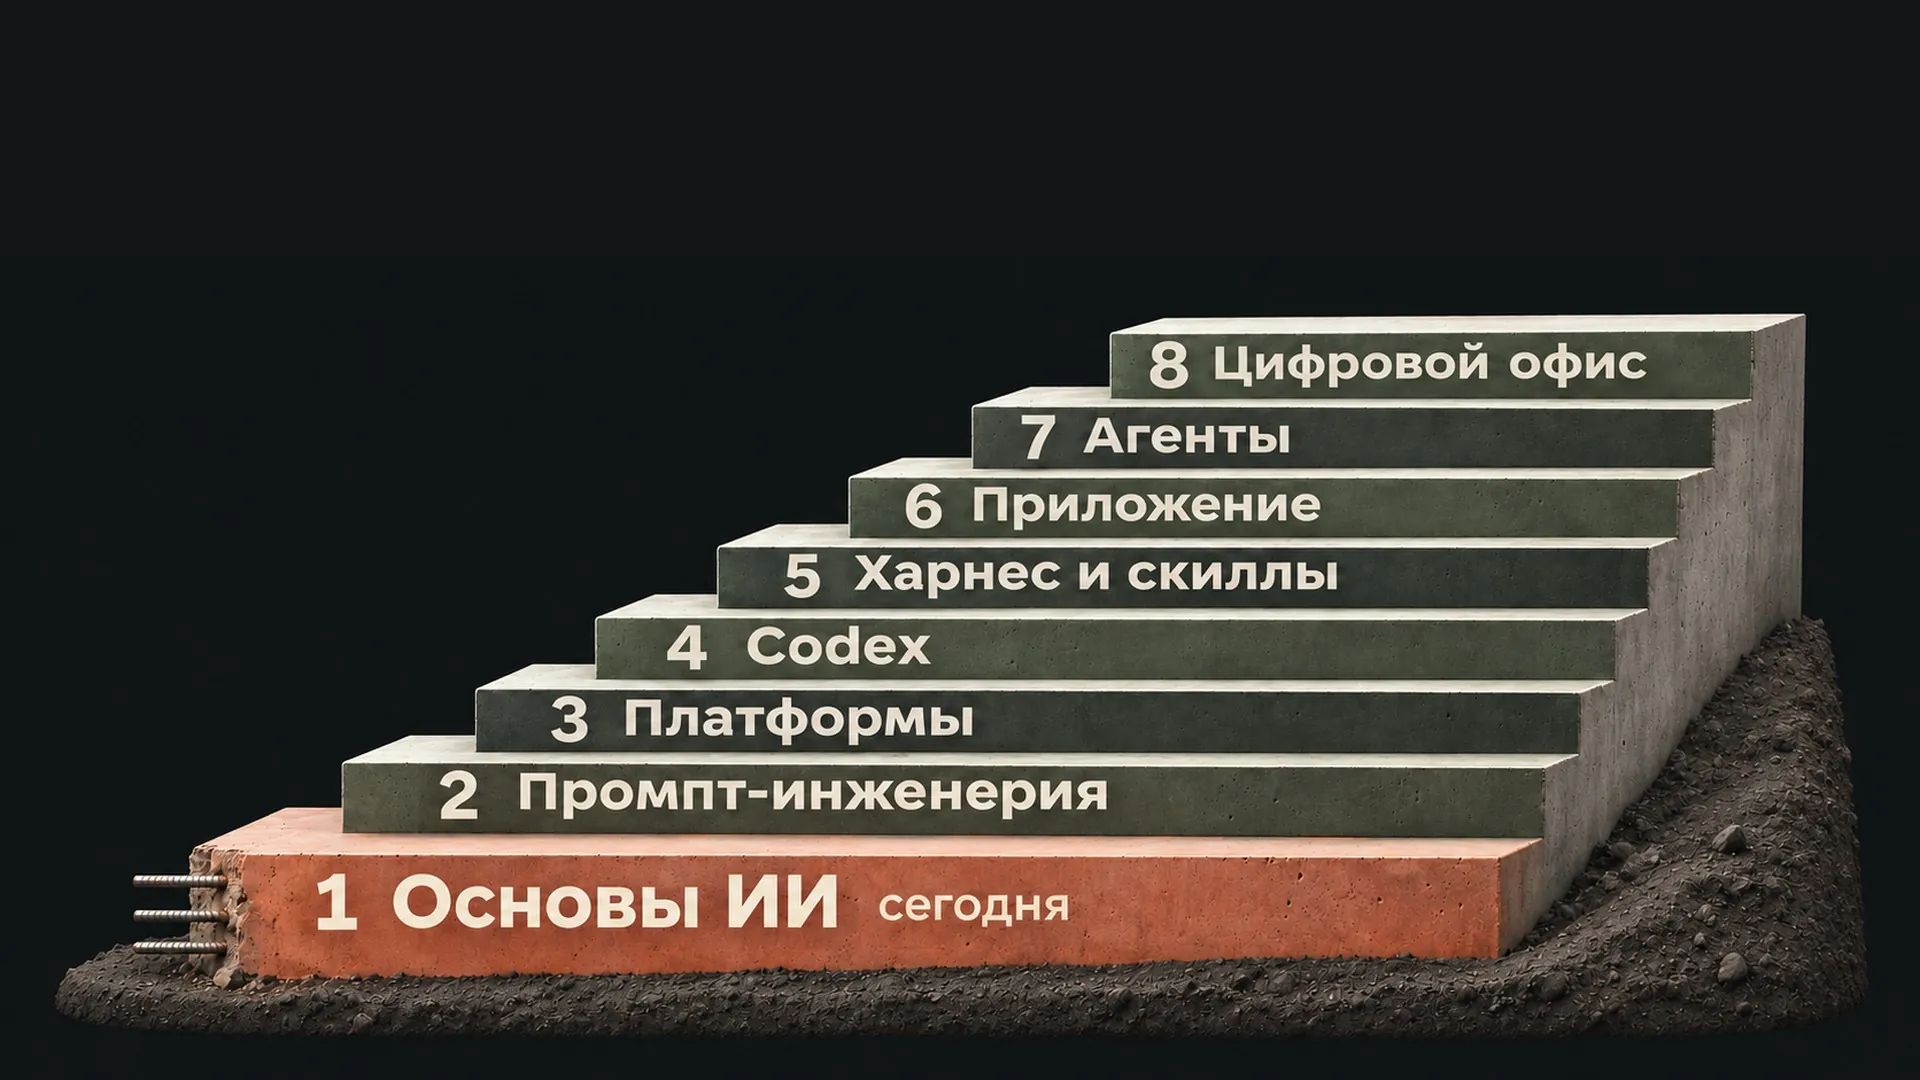 8 Цифровой офис
7 Агенты
6 Приложение
5 Харнес и скиллы
4 Codex
3 Платформы
2 Промпт-инженерия
1 Основы ИИ сегодня